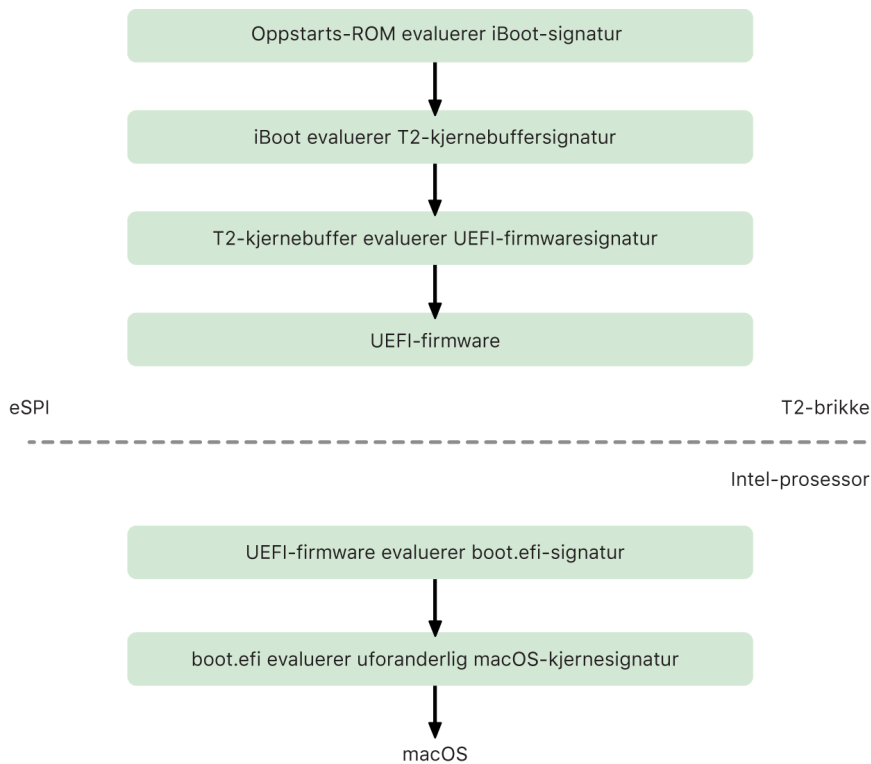 Oppstarts-ROM evaluerer iBoot-signatur
iBoot evaluerer T2-kjernebuffersignatur
T2-kjernebuffer evaluerer UEFI-firmwaresignatur
UEFI-firmware
eSPI
T2-brikke
Intel-prosessor
UEFI-firmware evaluerer boot.efi-signatur
boot.efi evaluerer uforanderlig macOS-kjernesignatur
macOS